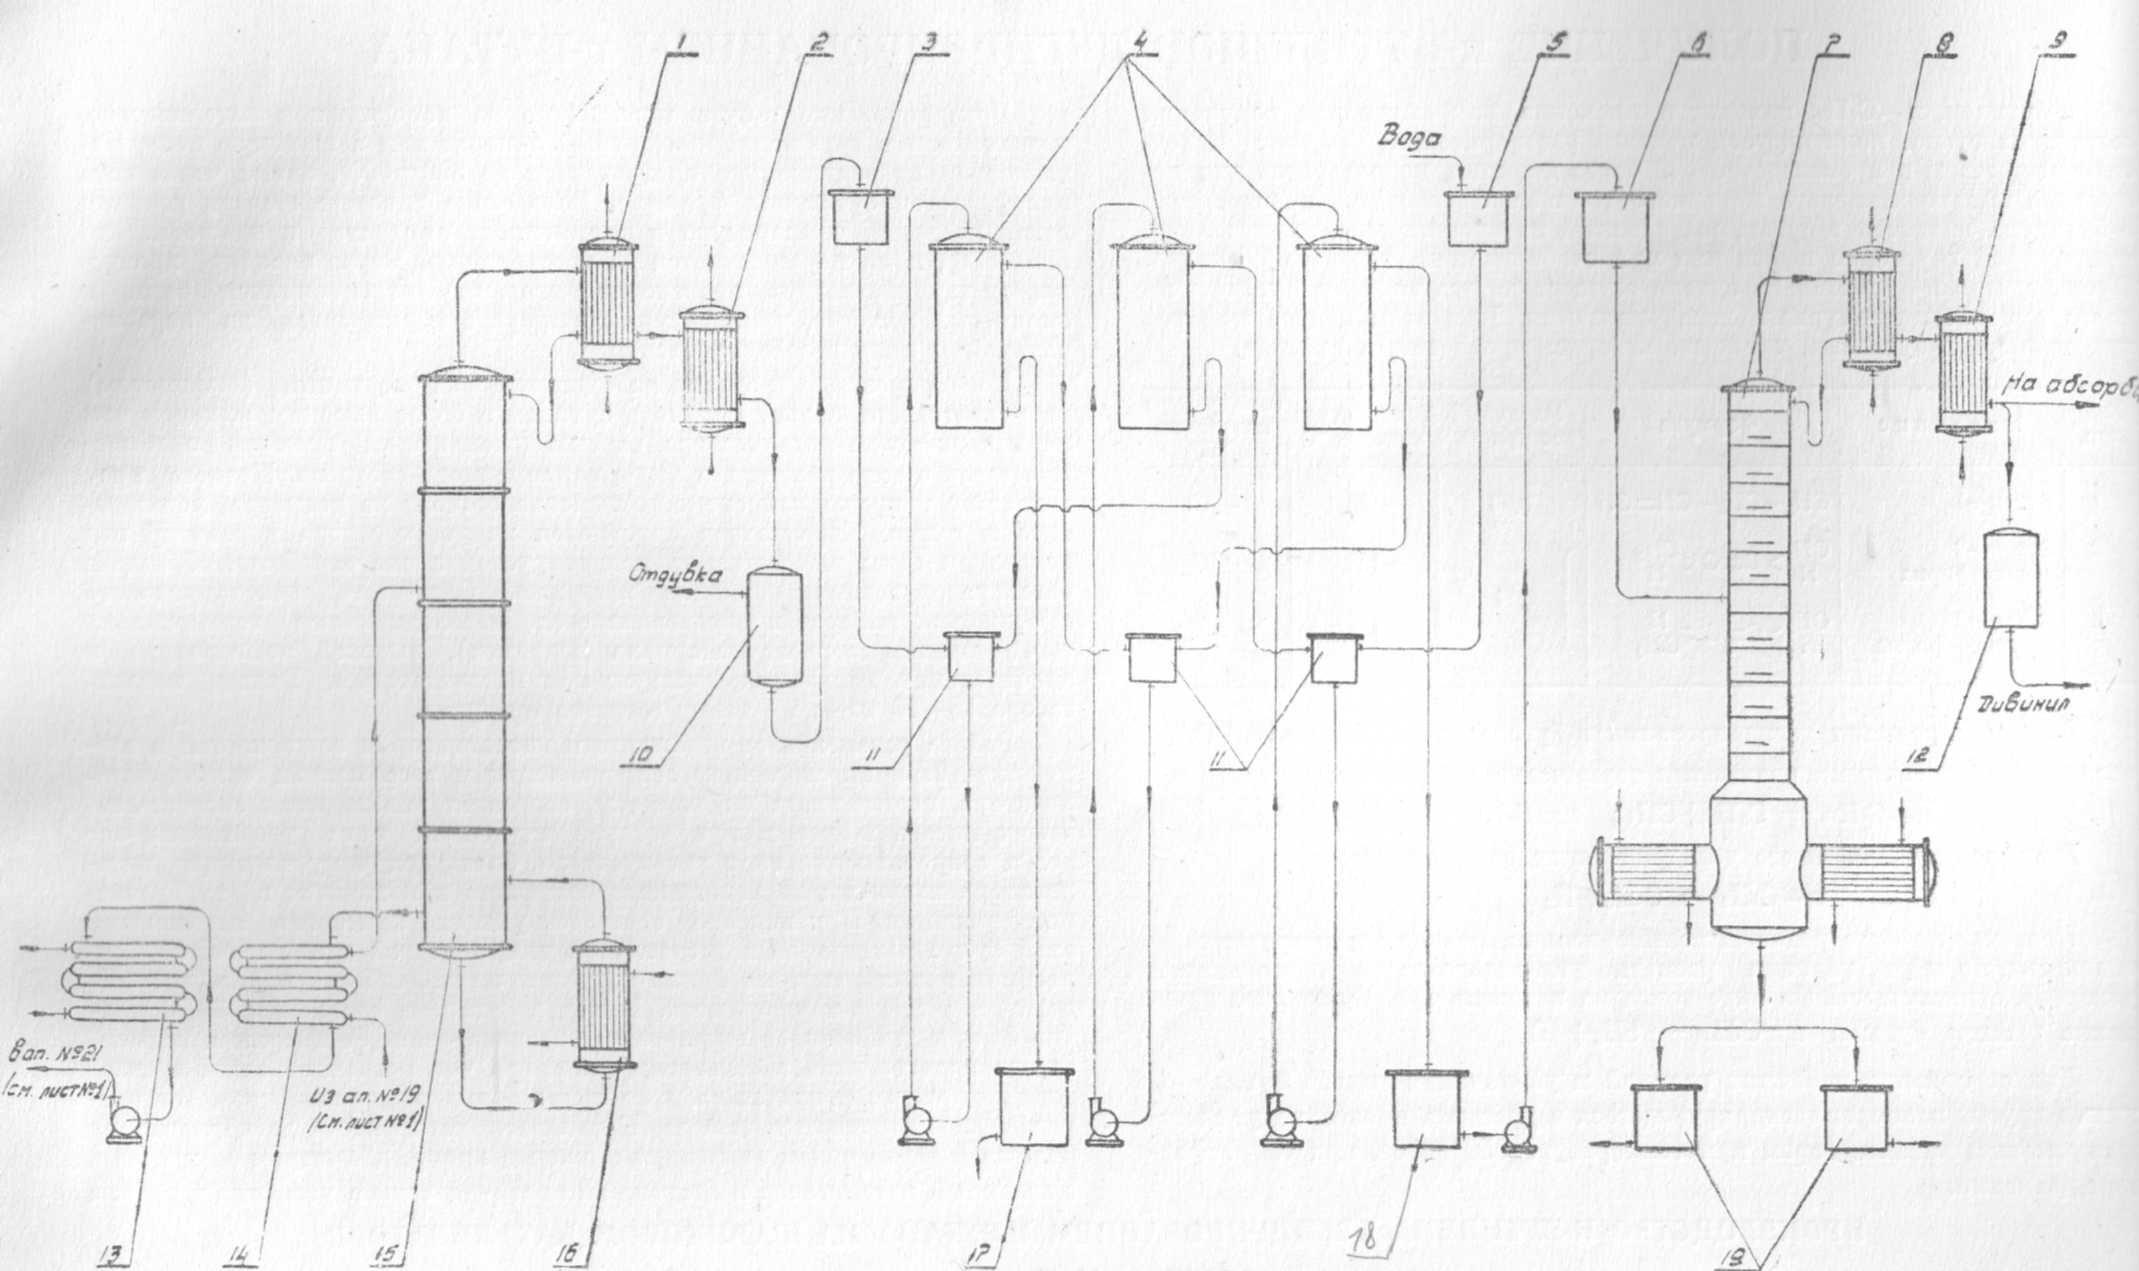 1
2
3
4
5
6
7
8
9
Вода
На абсорбц
Отдувка
Дивинил
10
11
11
12
В ап. №21
(см. лист №1)
Из ап. №19
(см. лист №1)
13
14
15
16
17
18
19